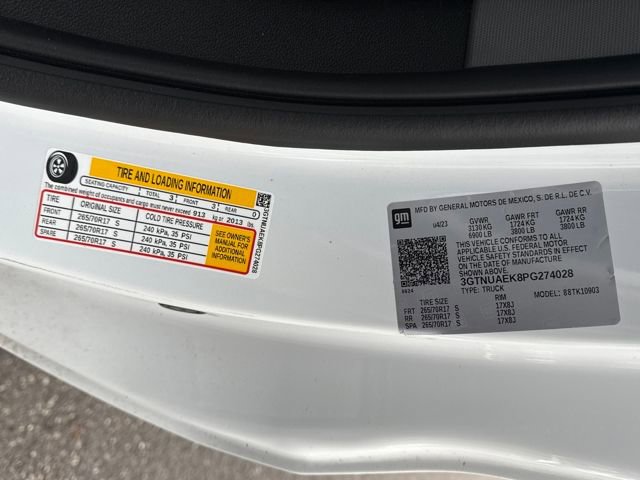 TIRE AND LOADING INFORMATION
SEATING CAPACITY TOTAL 3 FRONT 3 REAR 0
The combined weight of occupants and cargo must never exceed 913 kg or 2013 lbs.
TIRE ORIGINAL SIZE COLD TIRE PRESSURE
FRONT 265/70R17 S 240 kPa, 35 PSI
REAR 265/70R17 S 240 kPa, 35 PSI
SPARE 265/70R17 S 240 kPa, 35 PSI
SEE OWNER'S
MANUAL FOR
ADDITIONAL
INFORMATION
3GTNUAEK8PG274028
gm
MFD BY GENERAL MOTORS DE MEXICO, S. DE R.L. DE C.V.
04/23 GVWR GAWR FRT GAWR RR
3130 KG 1724 KG 1724 KG
6900 LB 3800 LB 3800 LB
THIS VEHICLE CONFORMS TO ALL
APPLICABLE U.S. FEDERAL MOTOR
VEHICLE SAFETY STANDARDS IN EFFECT
ON THE DATE OF MANUFACTURE
SHOWN ABOVE.
3GTNUAEK8PG274028
TYPE: TRUCK MODEL: 88TK10903
TIRE SIZE RIM
FRT 265/70R17 S 17X8J
RR 265/70R17 S 17X8J
SPA 265/70R17 S 17X8J